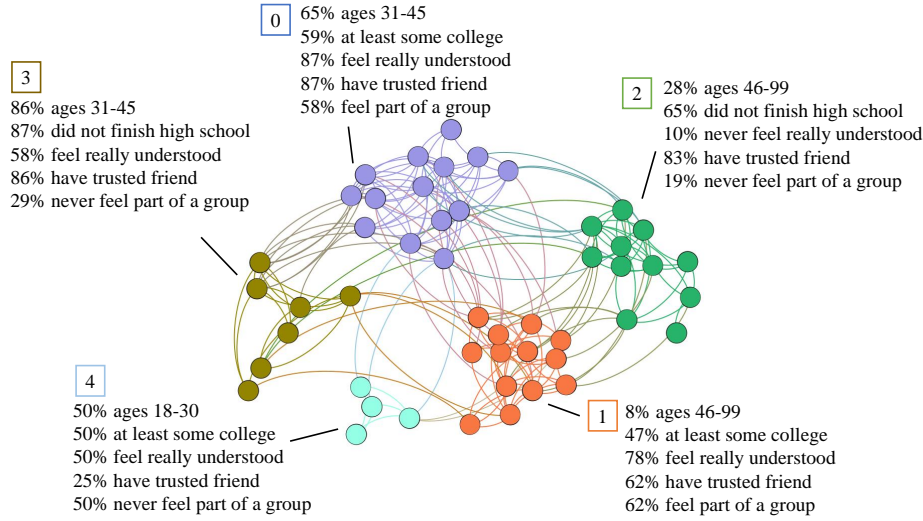 0
65% ages 31-45
59% at least some college
87% feel really understood
87% have trusted friend
58% feel part of a group
3
86% ages 31-45
87% did not finish high school
58% feel really understood
86% have trusted friend
29% never feel part of a group
2
28% ages 46-99
65% did not finish high school
10% never feel really understood
83% have trusted friend
19% never feel part of a group
4
50% ages 18-30
50% at least some college
50% feel really understood
25% have trusted friend
50% never feel part of a group
1
8% ages 46-99
47% at least some college
78% feel really understood
62% have trusted friend
62% feel part of a group